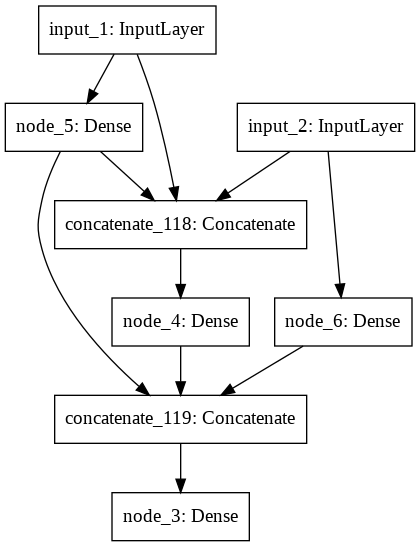 input_1: InputLayer
node_5: Dense
input_2: InputLayer
concatenate_118: Concatenate
node_4: Dense
node_6: Dense
concatenate_119: Concatenate
node_3: Dense